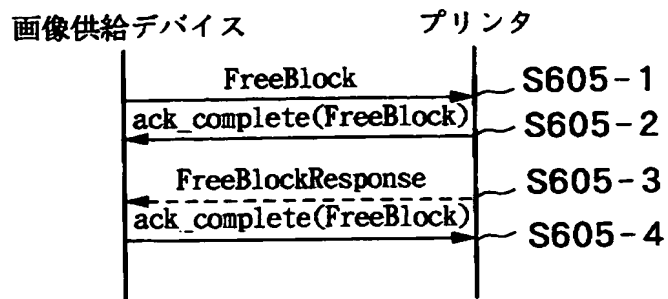 画像供給デバイス プリンタ
FreeBlock S605-1
ack_complete(FreeBlock) S605-2
FreeBlockResponse S605-3
ack_complete(FreeBlock) S605-4